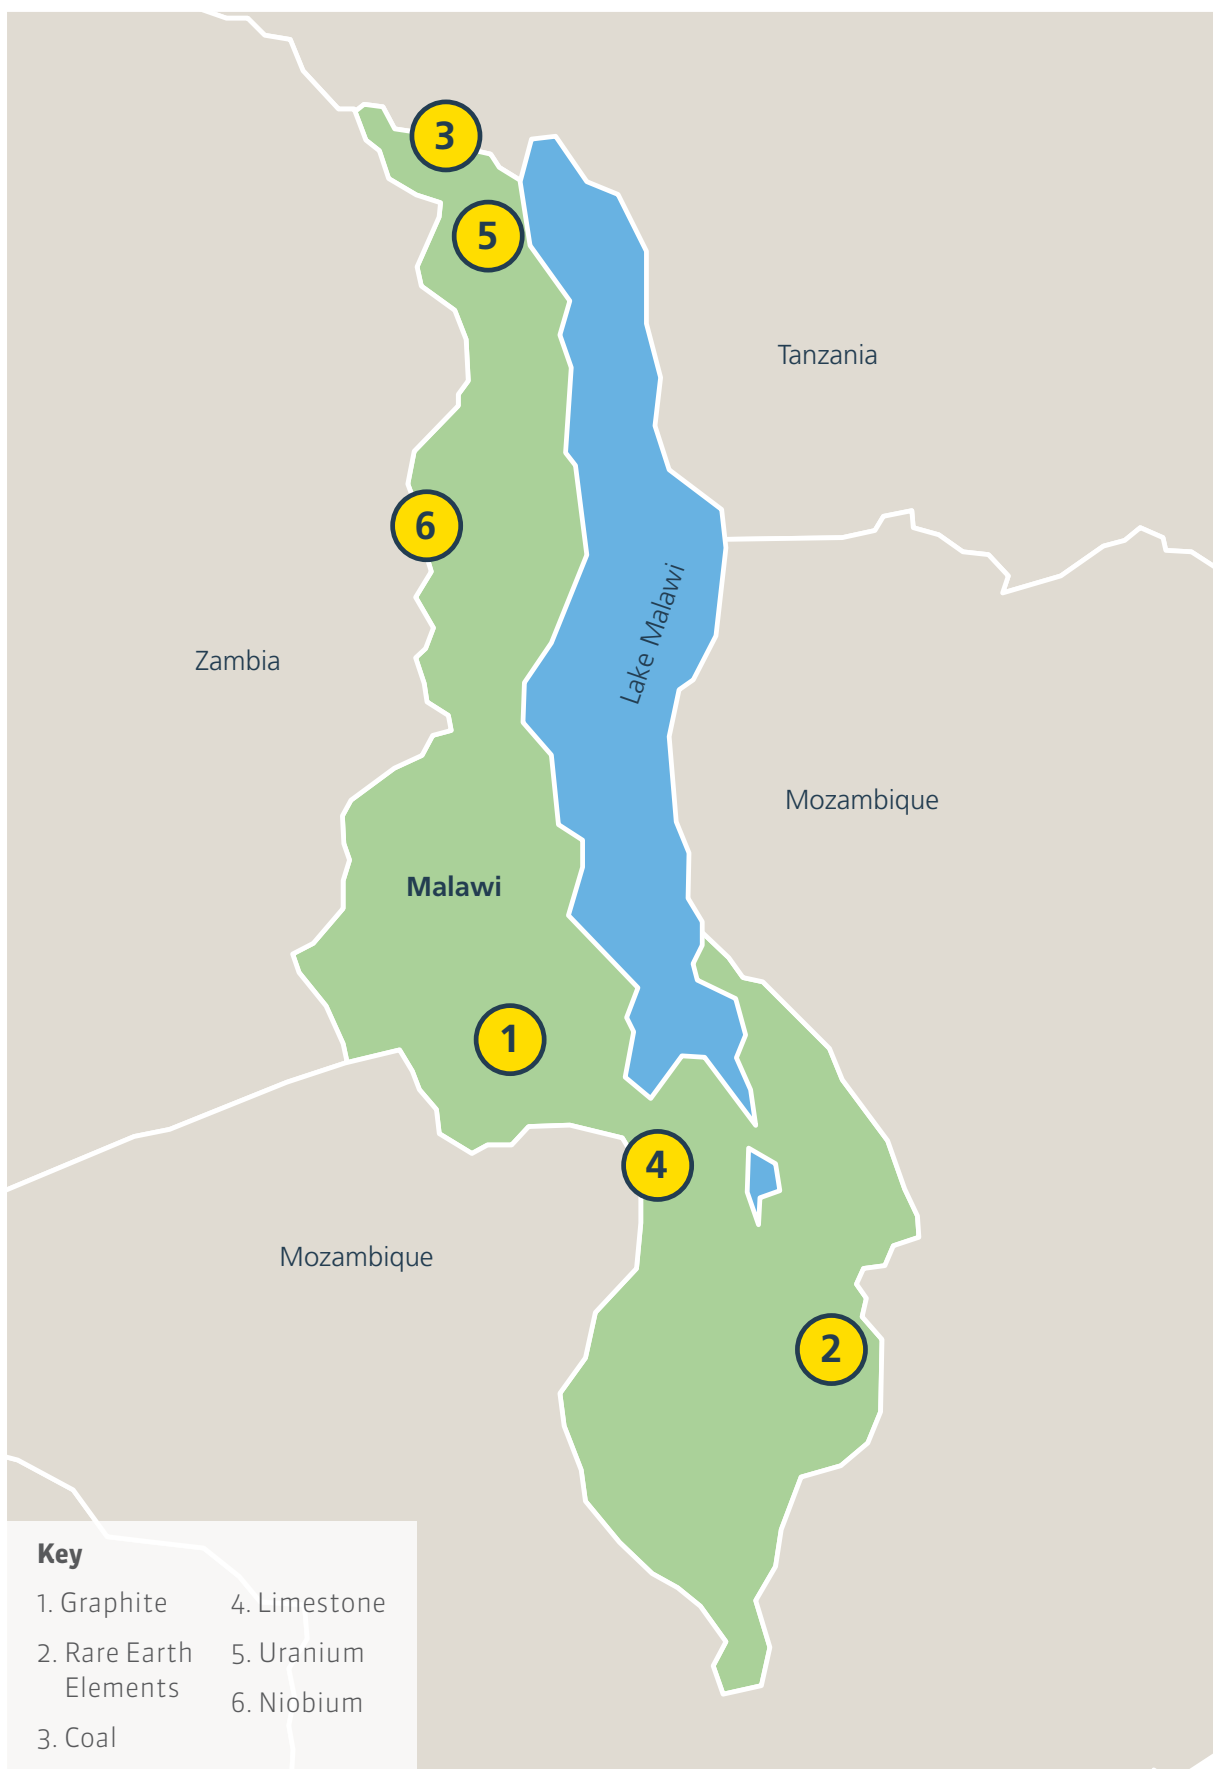 3
5
Tanzania
6
Lake Malawi
Zambia
Mozambique
Malawi
1
4
Mozambique
2
Key
1. Graphite
2. Rare Earth
Elements
3. Coal
4. Limestone
5. Uranium
6. Niobium